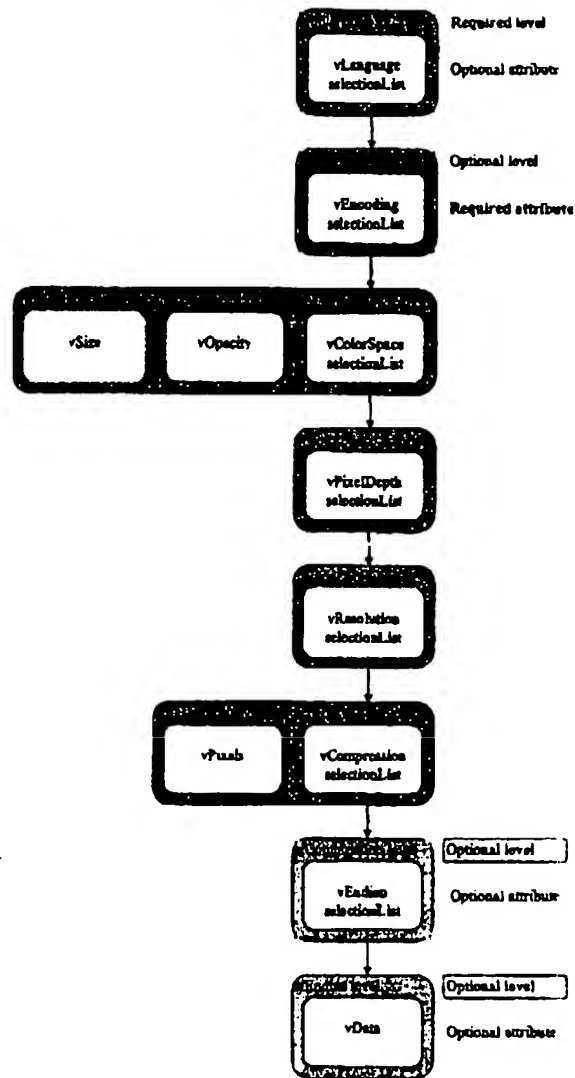 Required level
vLanguage
selectionList
Optional attribute
Optional level
vEncoding
selectionList
Required attribute
vSize
vOpacity
vColorSpace
selectionList
vPixelDepth
selectionList
vResolution
selectionList
vPixels
vCompression
selectionList
Optional level
vEndian
selectionList
Optional attribute
Optional level
vData
Optional attribute